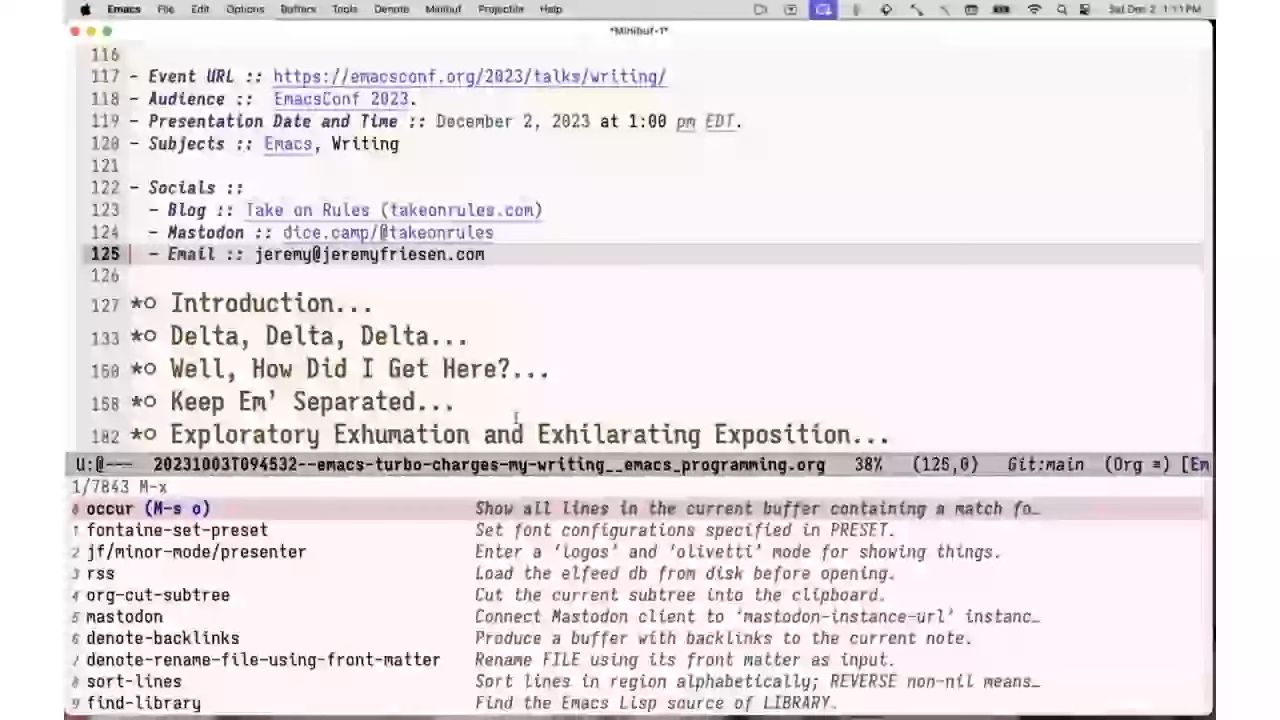 Emacs File Edit Options Buffers Tools Denote Minibuf Projectile Help Sat Dec 2 1:11 PM
*Minibuf-1*
116
117 - Event URL :: https://emacsconf.org/2023/talks/writing/
118 - Audience :: EmacsConf 2023.
119 - Presentation Date and Time :: December 2, 2023 at 1:00 pm EDT.
120 - Subjects :: Emacs, Writing
121
122 - Socials ::
123 - Blog :: Take on Rules (takeonrules.com)
124 - Mastodon :: dice.camp/@takeonrules
125 - Email :: jeremy@jeremyfriesen.com
126
127 *○ Introduction...
133 *○ Delta, Delta, Delta...
150 *○ Well, How Did I Get Here?...
158 *○ Keep Em' Separated...
182 *○ Exploratory Exhumation and Exhilarating Exposition...
U:@--- 20231003T094532--emacs-turbo-charges-my-writing__emacs_programming.org 38% (125,0) Git:main (Org ≡) [Em
1/7843 M-x
0 occur (M-s o) Show all lines in the current buffer containing a match fo…
1 fontaine-set-preset Set font configurations specified in PRESET.
2 jf/minor-mode/presenter Enter a 'logos' and 'olivetti' mode for showing things.
3 rss Load the elfeed db from disk before opening.
4 org-cut-subtree Cut the current subtree into the clipboard.
5 mastodon Connect Mastodon client to 'mastodon-instance-url' instanc…
6 denote-backlinks Produce a buffer with backlinks to the current note.
7 denote-rename-file-using-front-matter Rename FILE using its front matter as input.
8 sort-lines Sort lines in region alphabetically; REVERSE non-nil means…
9 find-library Find the Emacs Lisp source of LIBRARY.